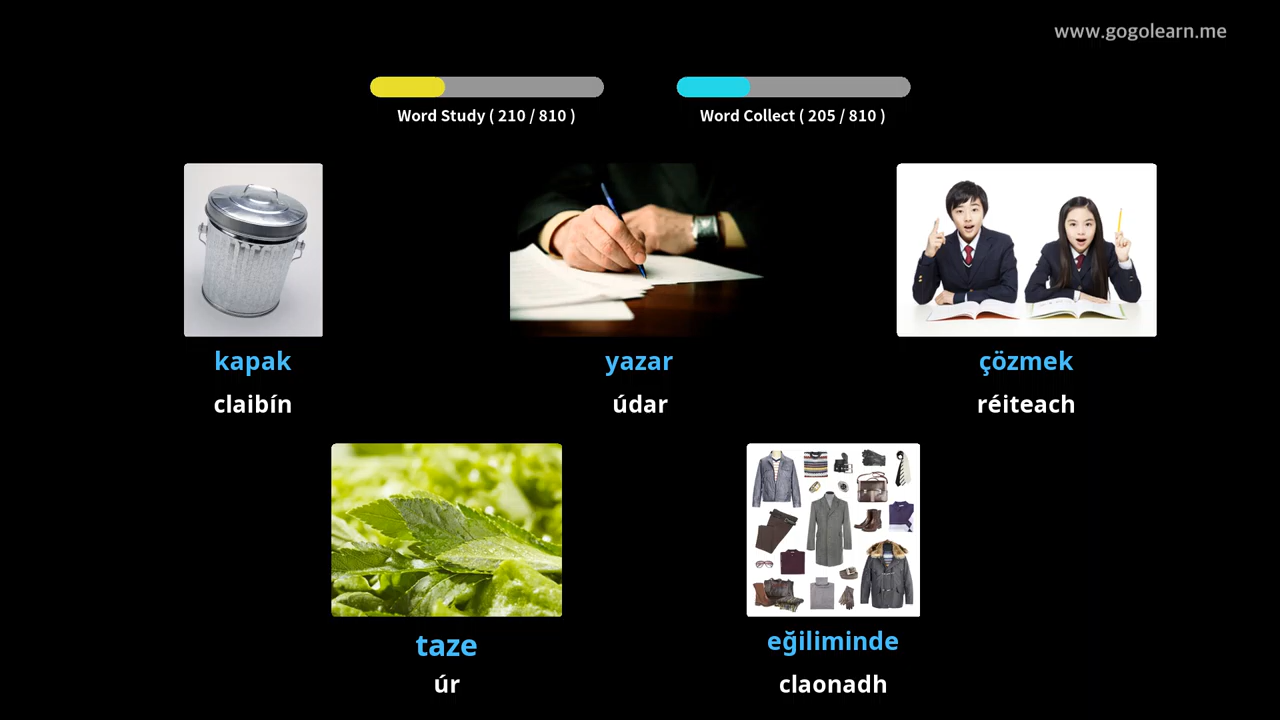 www.gogolearn.me
Word Study ( 210 / 810 )
Word Collect ( 205 / 810 )
kapak
claibín
yazar
údar
çözmek
réiteach
taze
úr
eğiliminde
claonadh